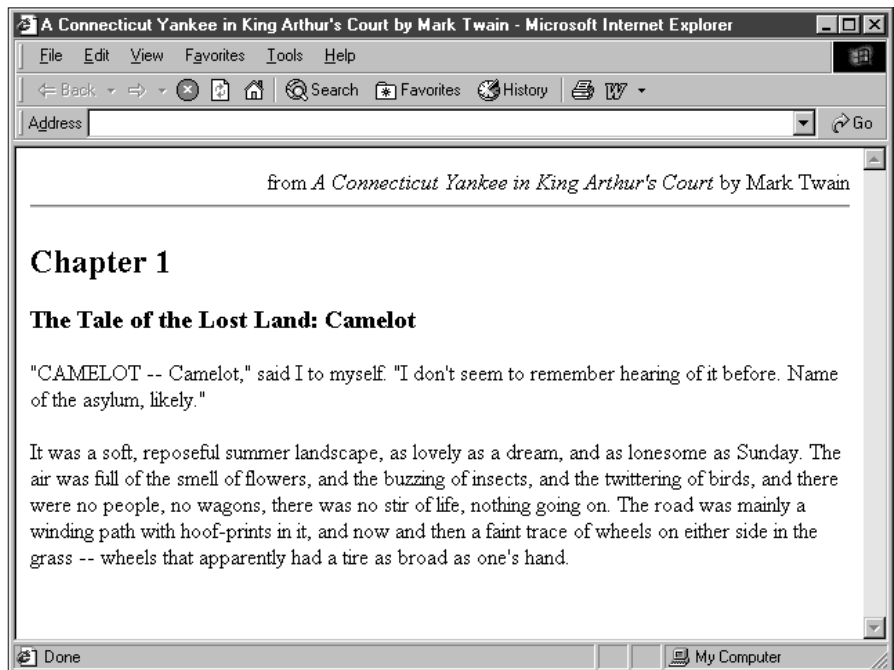 A Connecticut Yankee in King Arthur's Court by Mark Twain - Microsoft Internet Explorer
File Edit View Favorites Tools Help
Back Search Favorites History
Address Go
from A Connecticut Yankee in King Arthur's Court by Mark Twain
Chapter 1
The Tale of the Lost Land: Camelot
"CAMELOT -- Camelot," said I to myself. "I don't seem to remember hearing of it before. Name
of the asylum, likely."
It was a soft, reposeful summer landscape, as lovely as a dream, and as lonesome as Sunday. The
air was full of the smell of flowers, and the buzzing of insects, and the twittering of birds, and there
were no people, no wagons, there was no stir of life, nothing going on. The road was mainly a
winding path with hoof-prints in it, and now and then a faint trace of wheels on either side in the
grass -- wheels that apparently had a tire as broad as one's hand.
Done My Computer